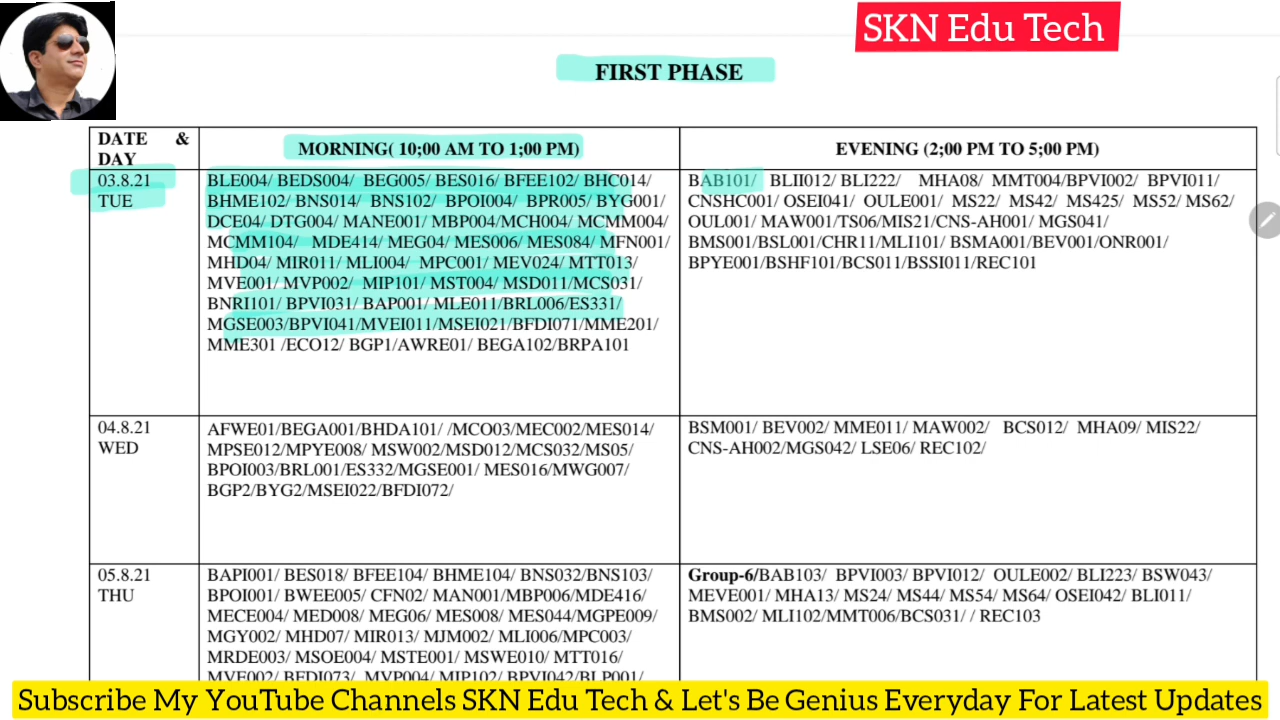 SKN Edu Tech
FIRST PHASE
DATE & DAY
MORNING( 10;00 AM TO 1;00 PM)
EVENING (2;00 PM TO 5;00 PM)
03.8.21
TUE
BLE004/ BEDS004/ BEG005/ BES016/ BFEE102/ BHC014/
BHME102/ BNS014/ BNS102/ BPOI004/ BPR005/ BYG001/
DCE04/ DTG004/ MANE001/ MBP004/MCH004/ MCMM004/
MCMM104/ MDE414/ MEG04/ MES006/ MES084/ MFN001/
MHD04/ MIR011/ MLI004/ MPC001/ MEV024/ MTT013/
MVE001/ MVP002/ MIP101/ MST004/ MSD011/MCS031/
BNRI101/ BPVI031/ BAP001/ MLE011/BRL006/ES331/
MGSE003/BPVI041/MVEI011/MSEI021/BFDI071/MME201/
MME301 /ECO12/ BGP1/AWRE01/ BEGA102/BRPA101
BAB101/ BLII012/ BLI222/ MHA08/ MMT004/BPVI002/ BPVI011/
CNSHC001/ OSEI041/ OULE001/ MS22/ MS42/ MS425/ MS52/ MS62/
OUL001/ MAW001/TS06/MIS21/CNS-AH001/ MGS041/
BMS001/BSL001/CHR11/MLI101/ BSMA001/BEV001/ONR001/
BPYE001/BSHF101/BCS011/BSSI011/REC101
04.8.21
WED
AFWE01/BEGA001/BHDA101/ /MCO03/MEC002/MES014/
MPSE012/MPYE008/ MSW002/MSD012/MCS032/MS05/
BPOI003/BRL001/ES332/MGSE001/ MES016/MWG007/
BGP2/BYG2/MSEI022/BFDI072/
BSM001/ BEV002/ MME011/ MAW002/ BCS012/ MHA09/ MIS22/
CNS-AH002/MGS042/ LSE06/ REC102/
05.8.21
THU
BAPI001/ BES018/ BFEE104/ BHME104/ BNS032/BNS103/
BPOI001/ BWEE005/ CFN02/ MAN001/MBP006/MDE416/
MECE004/ MED008/ MEG06/ MES008/ MES044/MGPE009/
MGY002/ MHD07/ MIR013/ MJM002/ MLI006/MPC003/
MRDE003/ MSOE004/ MSTE001/ MSWE010/ MTT016/
MVE002/ BFDI073/ MVP004/ MIP102/ BPVI042/BLP001/
Group-6/BAB103/ BPVI003/ BPVI012/ OULE002/ BLI223/ BSW043/
MEVE001/ MHA13/ MS24/ MS44/ MS54/ MS64/ OSEI042/ BLI011/
BMS002/ MLI102/MMT006/BCS031/ / REC103
Subscribe My YouTube Channels SKN Edu Tech & Let's Be Genius Everyday For Latest Updates